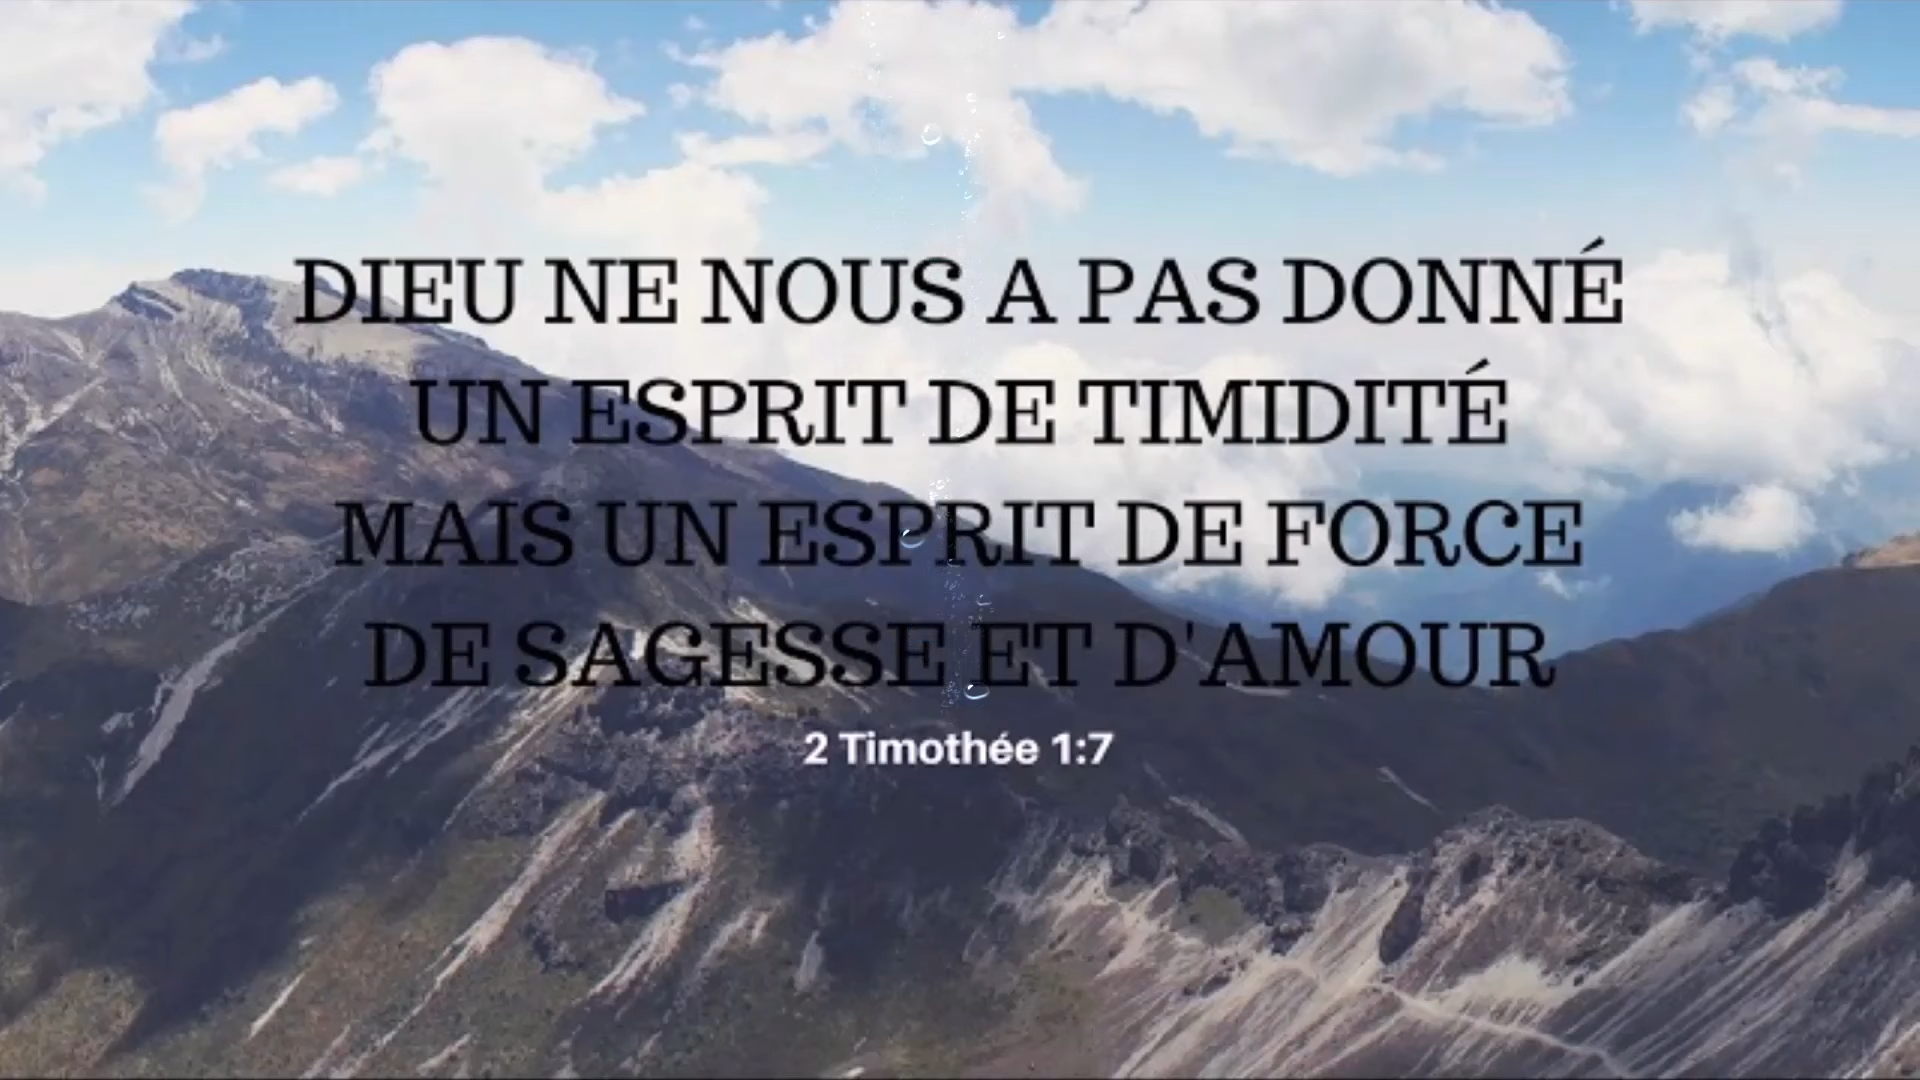 DIEU NE NOUS A PAS DONNÉ
UN ESPRIT DE TIMIDITÉ
MAIS UN ESPRIT DE FORCE
DE SAGESSE ET D'AMOUR
2 Timothée 1:7